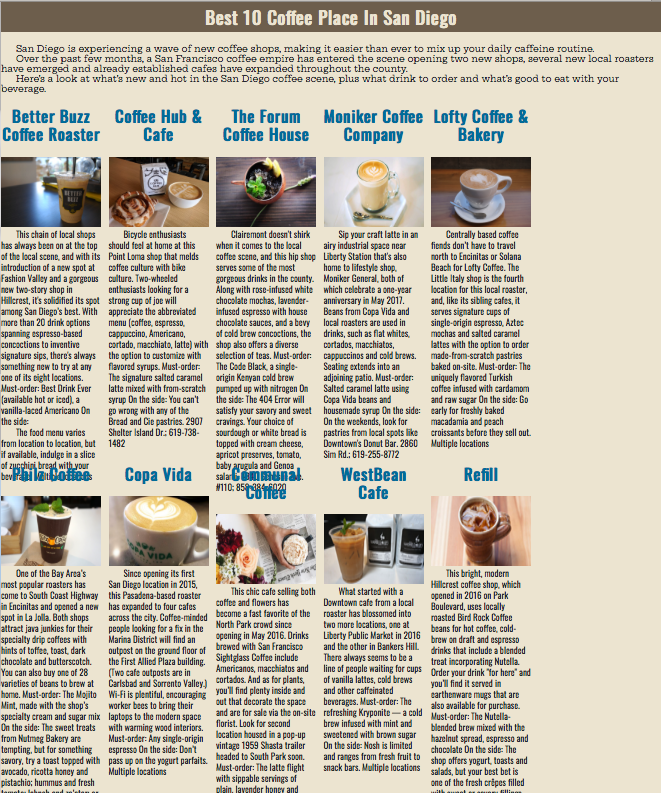 Best 10 Coffee Place In San Diego
San Diego is experiencing a wave of new coffee shops, making it easier than ever to mix up your daily caffeine routine.
Over the past few months, a San Francisco coffee empire has entered the scene opening two new shops, several new local roasters
have emerged and already established cafes have expanded throughout the county.
Here's a look at what's new and hot in the San Diego coffee scene, plus what drink to order and what's good to eat with your
beverage.
Better Buzz
Coffee Roaster
This chain of local shops
has always been on at the top
of the local scene, and with its
introduction of a new spot at
Fashion Valley and a gorgeous
new two-story shop in
Hillcrest, it's solidified its spot
among San Diego's best. With
more than 20 drink options
spanning espresso-based
concoctions to inventive
signature sips, there's always
something new to try at any
one of its eight locations.
Must-order: Best Drink Ever
(available hot or iced), a
vanilla-laced Americano On
the side:
The food menu varies
from location to location, but
if available, indulge in a slice
of zucchini bread with your
Coffee Hub &
Cafe
Bicycle enthusiasts
should feel at home at this
Point Loma shop that melds
coffee culture with bike
culture. Two-wheeled
enthusiasts looking for a
strong cup of joe will
appreciate the abbreviated
menu (coffee, espresso,
cappuccino, Americano,
cortado, macchiato, latte) with
the option to customize with
flavored syrups. Must-order:
The signature salted caramel
latte mixed with from-scratch
syrup On the side: You can't
go wrong with any of the
Bread and Cie pastries. 2907
Shelter Island Dr.; 619-738-
1482
The Forum
Coffee House
Clairemont doesn't shirk
when it comes to the local
coffee scene, and this hip shop
serves some of the most
gorgeous drinks in the county.
Along with rose-infused white
chocolate mochas, lavender-
infused espresso with house
chocolate sauces, and a bevy
of cold brew concoctions, the
shop also offers a diverse
selection of teas. Must-order:
The Code Black, a single-
origin Kenyan cold brew
pumped up with nitrogen On
the side: The 404 Error will
satisfy your savory and sweet
cravings. Your choice of
sourdough or white bread is
topped with cream cheese,
apricot preserves, tomato,
baby arugula and Genoa
#110; 858-384-6020
Moniker Coffee
Company
Sip your craft latte in an
airy industrial space near
Liberty Station that's also
home to lifestyle shop,
Moniker General, both of
which celebrate a one-year
anniversary in May 2017.
Beans from Copa Vida and
local roasters are used in
drinks, such as flat whites,
cortados, macchiatos,
cappuccinos and cold brews.
Seating extends into an
adjoining patio. Must-order:
Salted caramel latte using
Copa Vida beans and
housemade syrup On the side:
On the weekends, look for
pastries from local spots like
Downtown's Donut Bar. 2860
Sim Rd.; 619-255-8772
Lofty Coffee &
Bakery
Centrally based coffee
fiends don't have to travel
north to Encinitas or Solana
Beach for Lofty Coffee. The
Little Italy shop is the fourth
location for this local roaster,
and, like its sibling cafes, it
serves signature cups of
single-origin espresso, Aztec
mochas and salted caramel
lattes with the option to order
made-from-scratch pastries
baked on-site. Must-order: The
uniquely flavored Turkish
coffee infused with cardamom
and raw sugar On the side: Go
early for freshly baked
macadamia and peach
croissants before they sell out.
Multiple locations
Philz Coffee
One of the Bay Area's
most popular roasters has
come to South Coast Highway
in Encinitas and opened a new
spot in La Jolla. Both shops
attract java junkies for their
specialty drip coffees with
hints of toffee, toast, dark
chocolate and butterscotch.
You can also buy one of 28
varieties of beans to brew at
home. Must-order: The Mojito
Mint, made with the shop's
specialty cream and sugar mix
On the side: The sweet treats
from Nutmeg Bakery are
tempting, but for something
savory, try a toast topped with
avocado, ricotta honey and
pistachio; hummus and fresh
Copa Vida
COPA VIDA
Since opening its first
San Diego location in 2015,
this Pasadena-based roaster
has expanded to four cafes
across the city. Coffee-minded
people looking for a fix in the
Marina District will find an
outpost on the ground floor of
the First Allied Plaza building.
(Two cafe outposts are in
Carlsbad and Sorrento Valley.)
Wi-Fi is plentiful, encouraging
worker bees to bring their
laptops to the modern space
with warming wood interiors.
Must-order: Any single-origin
espresso On the side: Don't
pass up on the yogurt parfaits.
Multiple locations
Communal
Coffee
This chic cafe selling both
coffee and flowers has
become a fast favorite of the
North Park crowd since
opening in May 2016. Drinks
brewed with San Francisco
Sightglass Coffee include
Americanos, macchiatos and
cortados. And as for plants,
you'll find plenty inside and
out that decorate the space
and are for sale via the on-site
florist. Look for second
location housed in a pop-up
vintage 1959 Shasta trailer
headed to South Park soon.
Must-order: The latte flight
with sippable servings of
plain, lavender honey and
WestBean
Cafe
What started with a
Downtown cafe from a local
roaster has blossomed into
two more locations, one at
Liberty Public Market in 2016
and the other in Bankers Hill.
There always seems to be a
line of people waiting for cups
of vanilla lattes, cold brews
and other caffeinated
beverages. Must-order: The
refreshing Kryponite — a cold
brew infused with mint and
sweetened with brown sugar
On the side: Nosh is limited
and ranges from fresh fruit to
snack bars. Multiple locations
Refill
This bright, modern
Hillcrest coffee shop, which
opened in 2016 on Park
Boulevard, uses locally
roasted Bird Rock Coffee
beans for hot coffee, cold-
brew on draft and espresso
drinks that include a blended
treat incorporating Nutella.
Order your drink "for here" and
you'll find it served in
earthenware mugs that are
also available for purchase.
Must-order: The Nutella-
blended brew mixed with the
hazelnut spread, espresso and
chocolate On the side: The
shop offers yogurt, toasts and
salads, but your best bet is
one of the fresh crêpes filled